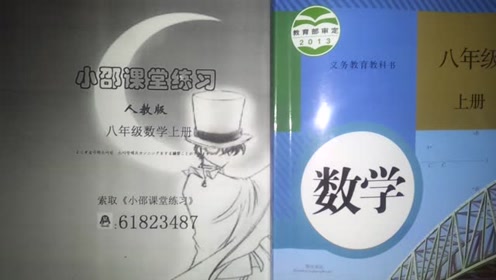 小邵课堂练习
人教版
八年级数学上册
索取《小邵课堂练习》
:61823487
教育部审定
2013
义务教育教科书
八年级
上册
数学